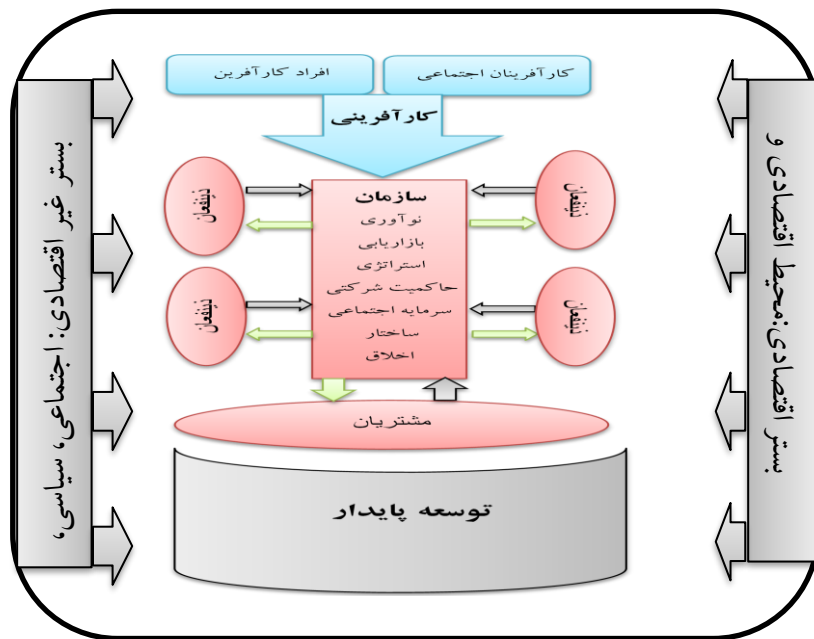 کارآفرینان اجتماعی
افراد کارآفرین
کارآفرینی
ذینفعان
سازمان
نوآوری
بازاریابی
استراتژی
حاکمیت شرکتی
سرمایه اجتماعی
ساختار
اخلاق
ذینفعان
ذینفعان
ذینفعان
مشتریان
توسعه پایدار
بستر اقتصادی:محیط اقتصادی و
بستر غیر اقتصادی: اجتماعی، سیاسی،